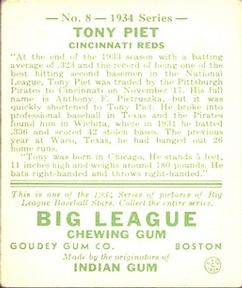 — No. 8 — 1934 Series —
TONY PIET
CINCINNATI REDS
"At the end of the 1933 season with a batting
average of .323 and the record of being one of the
best hitting second basemen in the National
League, Tony Piet was traded by the Pittsburgh
Pirates to Cincinnati on November 17. His full
name is Anthony F. Pietruszka, but it was
quickly shortened to Tony Piet. He broke into
professional baseball in Texas and the Pirates
found him in Wichita, where in 1931 he batted
.336 and scored 42 stolen bases. The previous
year at Waco, Texas, he had banged out 26
home runs.
"Tony was born in Chicago. He stands 5 feet,
11 inches high and weighs around 180 pounds. He
bats right-handed and throws right-handed."
This is one of the 1934 Series of pictures of Big
League Baseball Stars. Collect the entire series.
BIG LEAGUE
CHEWING GUM
GOUDEY GUM CO. BOSTON
Made by the originators of
INDIAN GUM